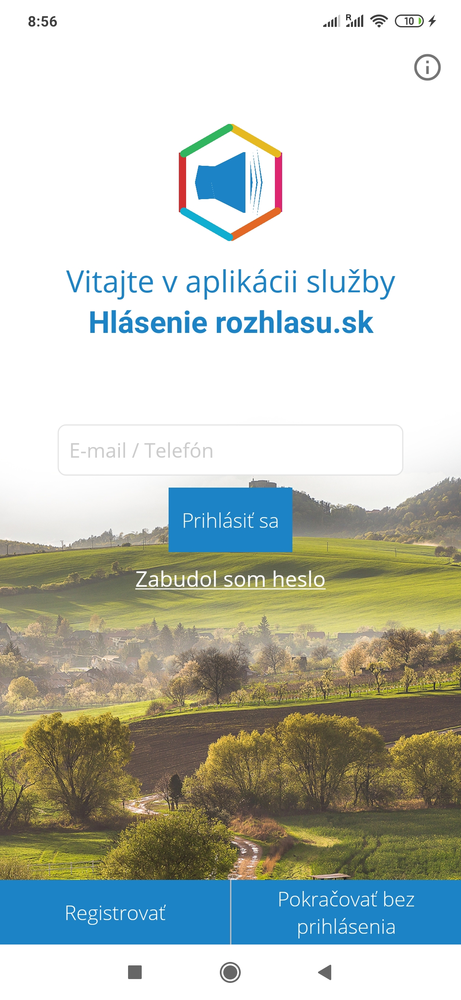 8:56
R
10
Vitajte v aplikácii služby
Hlásenie rozhlasu.sk
E-mail / Telefón
Prihlásiť sa
Zabudol som heslo
Registrovať
Pokračovať bez
prihlásenia